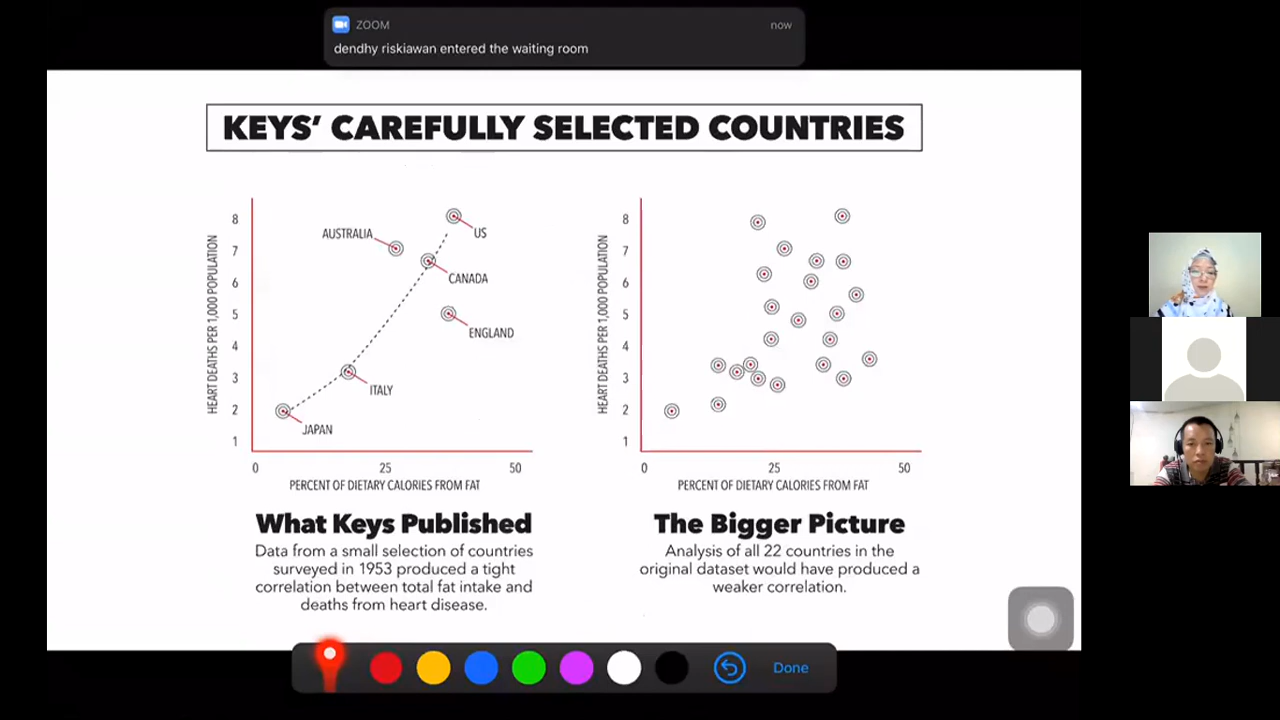 ZOOM
now
dendhy riskiawan entered the waiting room
KEYS' CAREFULLY SELECTED COUNTRIES
HEART DEATHS PER 1,000 POPULATION
8
7
6
5
4
3
2
1
AUSTRALIA
US
CANADA
ENGLAND
ITALY
JAPAN
0
25
50
PERCENT OF DIETARY CALORIES FROM FAT
What Keys Published
Data from a small selection of countries
surveyed in 1953 produced a tight
correlation between total fat intake and
deaths from heart disease.
HEART DEATHS PER 1,000 POPULATION
8
7
6
5
4
3
2
1
0
25
50
PERCENT OF DIETARY CALORIES FROM FAT
The Bigger Picture
Analysis of all 22 countries in the
original dataset would have produced a
weaker correlation.
Done